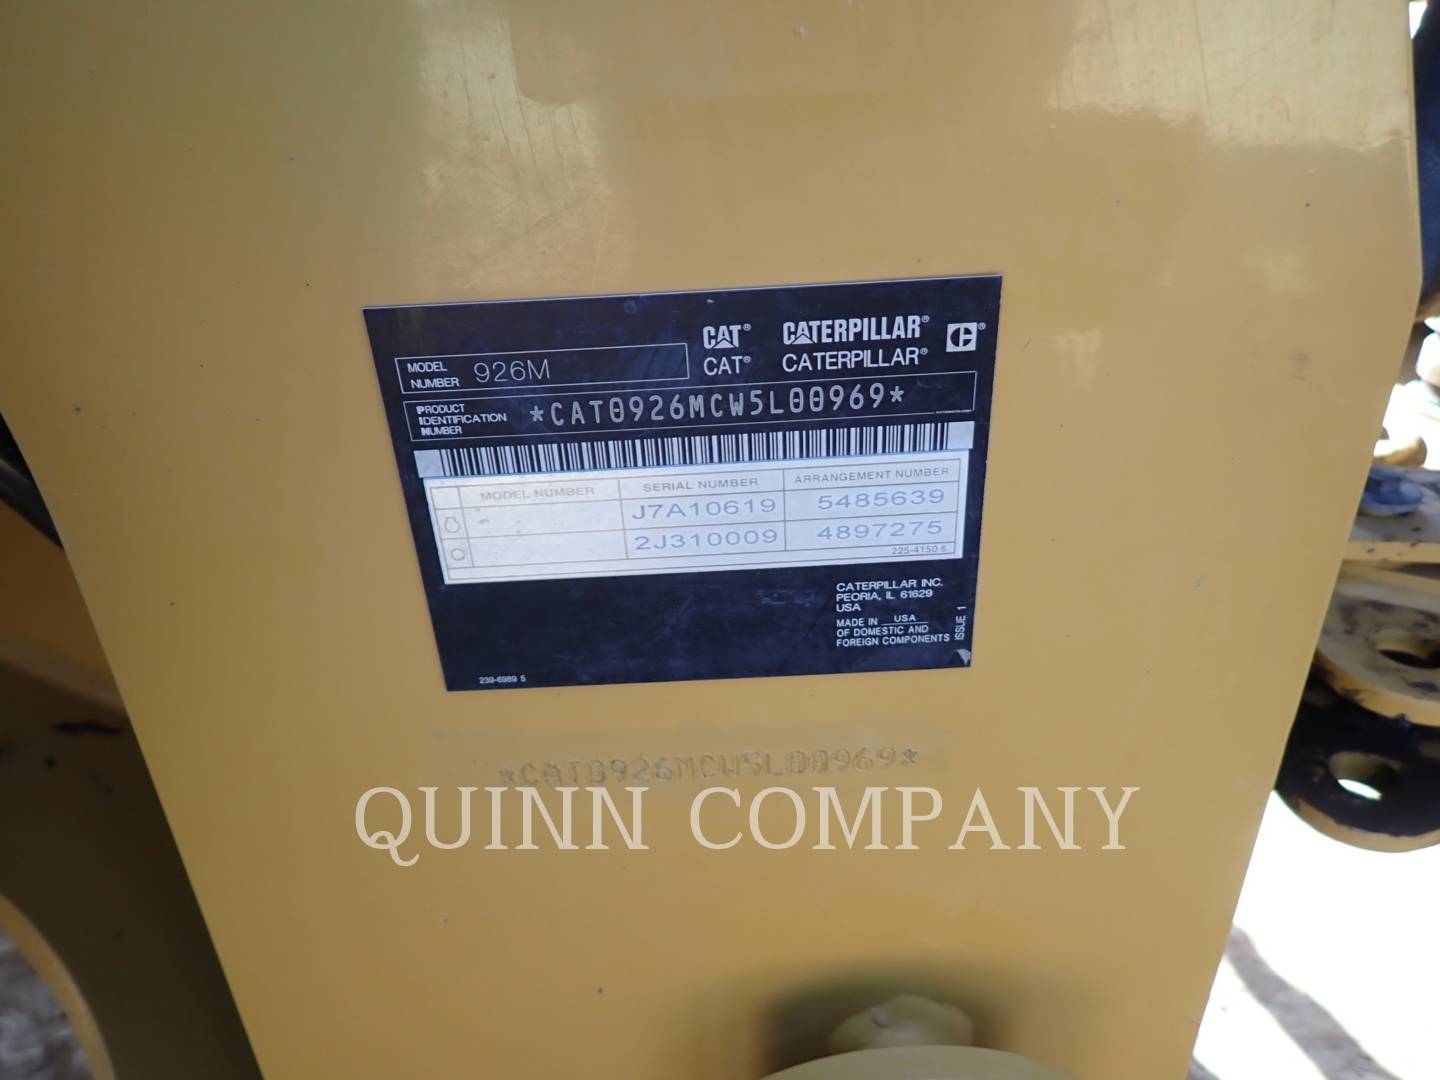 CAT® CATERPILLAR®
CAT® CATERPILLAR®
MODEL NUMBER 926M
PRODUCT IDENTIFICATION NUMBER *CAT0926MCW5L00969*
MODEL NUMBER SERIAL NUMBER ARRANGEMENT NUMBER
J7A10619 5485639
2J310009 4897275
225-4150 5
CATERPILLAR INC.
PEORIA, IL 61629
USA
MADE IN USA
OF DOMESTIC AND
FOREIGN COMPONENTS
ISSUE 1
239-6989 5
*CAT0926MCW5L00969*
QUINN COMPANY